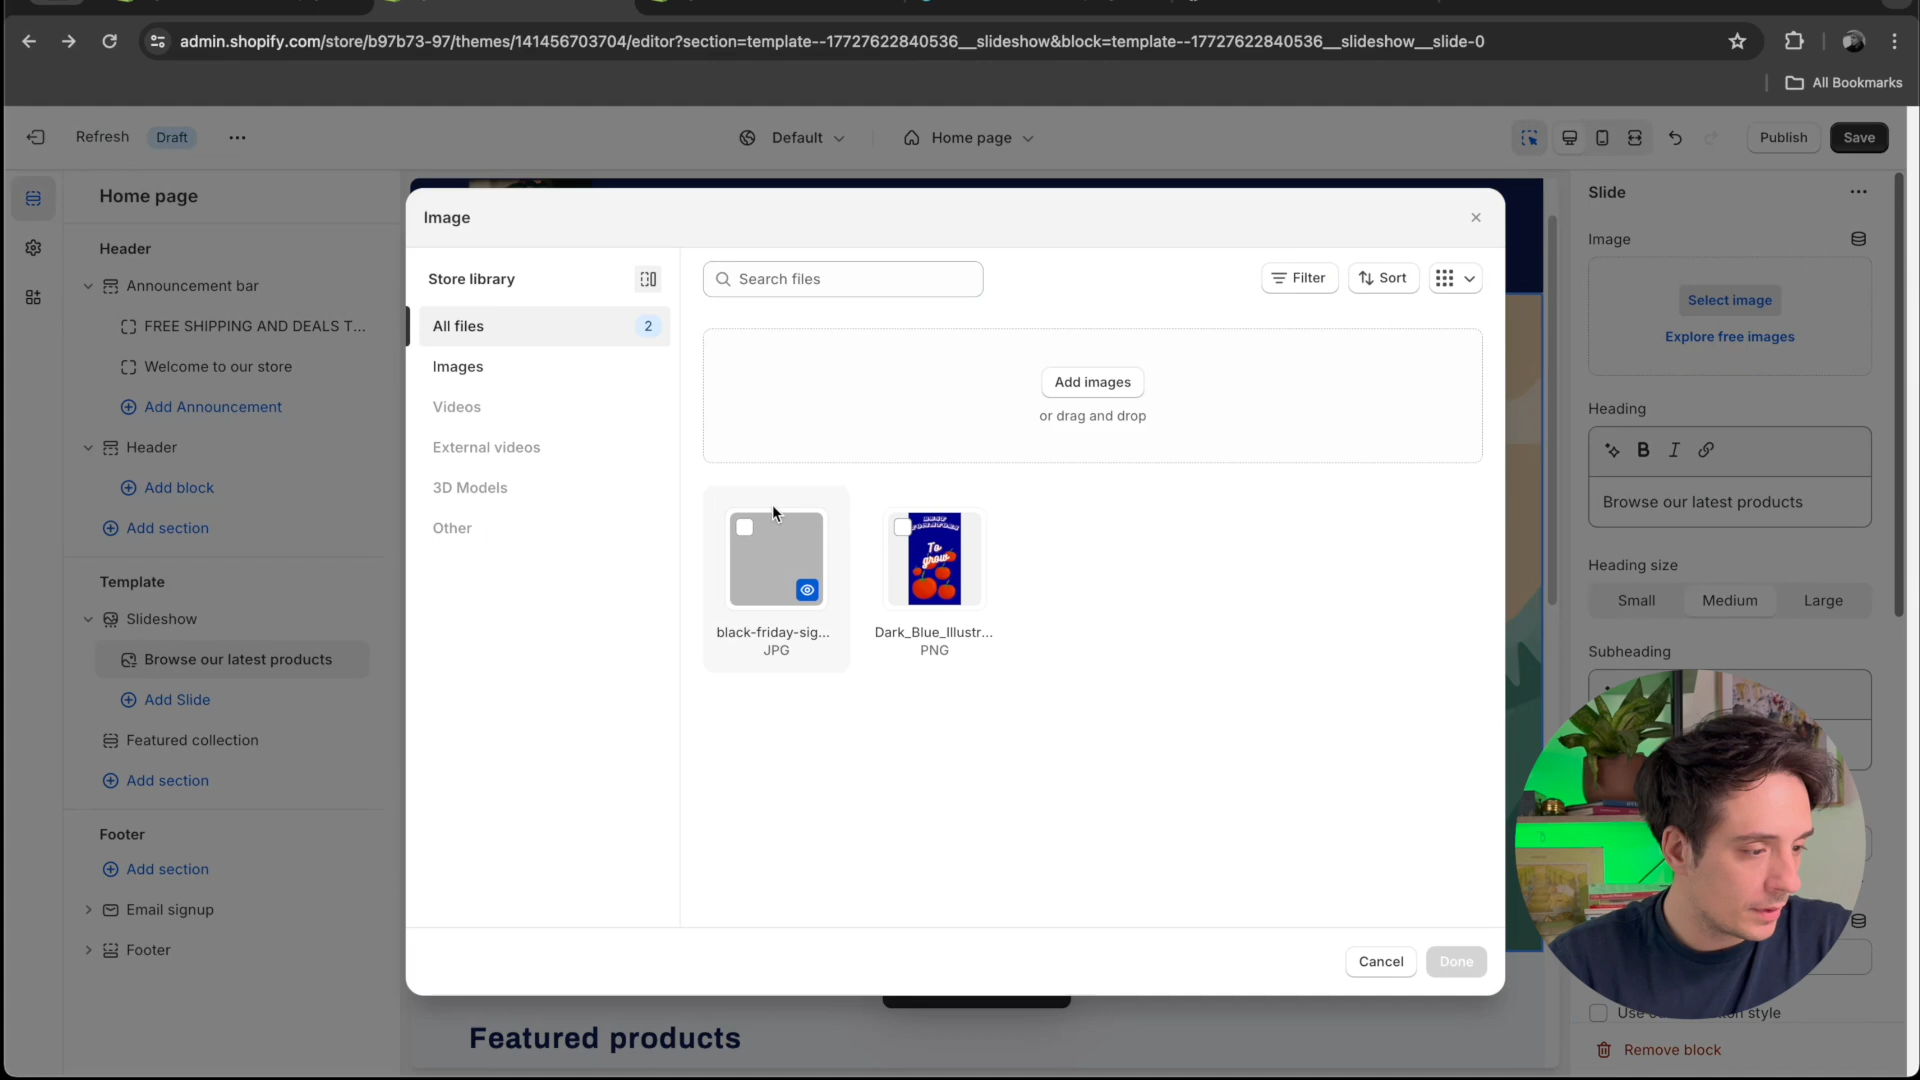 admin.shopify.com/store/b97b73-97/themes/141456703704/editor?section=template--17727622840536__slideshow&block=template--17727622840536__slideshow__slide-0
All Bookmarks
Refresh
Draft
Default
Home page
Publish
Save
Home page
Header
Announcement bar
FREE SHIPPING AND DEALS T...
Welcome to our store
Add Announcement
Header
Add block
Add section
Template
Slideshow
Browse our latest products
Add Slide
Featured collection
Add section
Footer
Add section
Email signup
Footer
Image
Store library
All files
2
Images
Videos
External videos
3D Models
Other
Search files
Filter
Sort
Add images
or drag and drop
black-friday-sig...
JPG
To
grow
Dark_Blue_Illustr...
PNG
Cancel
Done
Featured products
Slide
Image
Select image
Explore free images
Heading
B I
Browse our latest products
Heading size
Small
Medium
Large
Subheading
Remove block